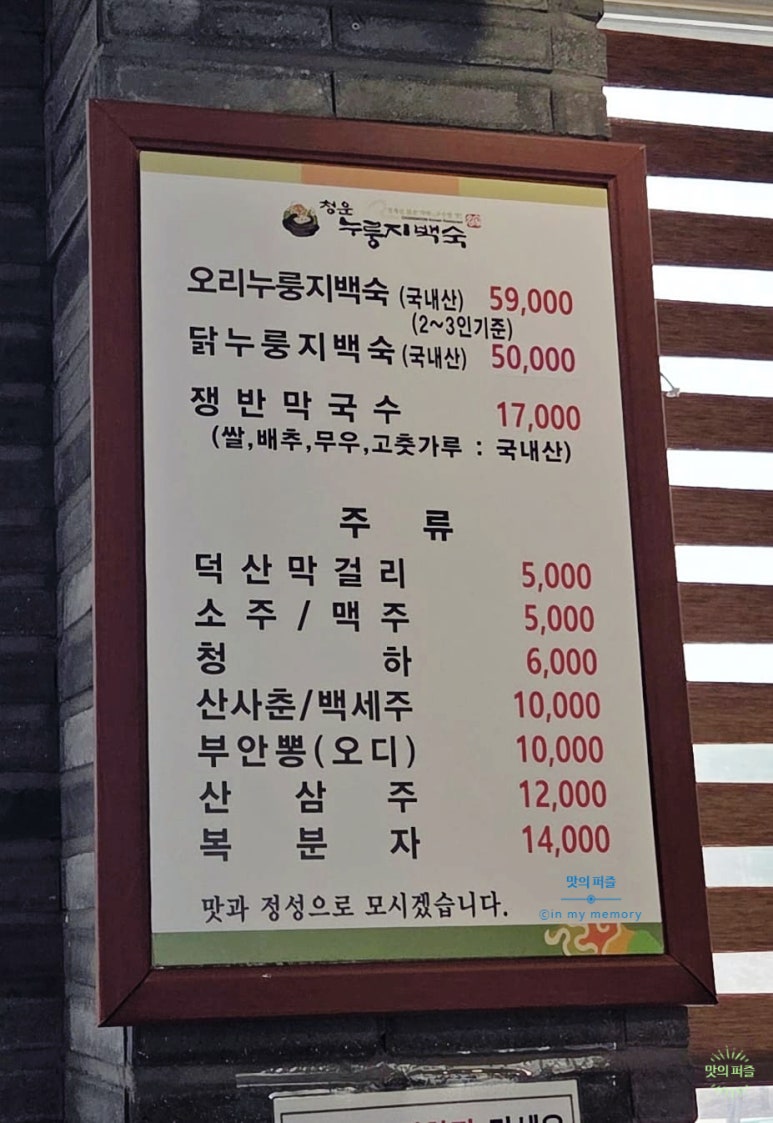 청운
누룽지백숙
오리누룽지백숙 (국내산) 59,000
(2~3인기준)
닭누룽지백숙 (국내산) 50,000
쟁반막국수 17,000
(쌀,배추,무우,고춧가루 : 국내산)
주 류
덕산막걸리 5,000
소주/맥주 5,000
청 하 6,000
산사춘/백세주 10,000
부안뽕(오디) 10,000
산 삼 주 12,000
복 분 자 14,000
맛과 정성으로 모시겠습니다.
맛의 퍼즐
©in my memory
맛의 퍼즐